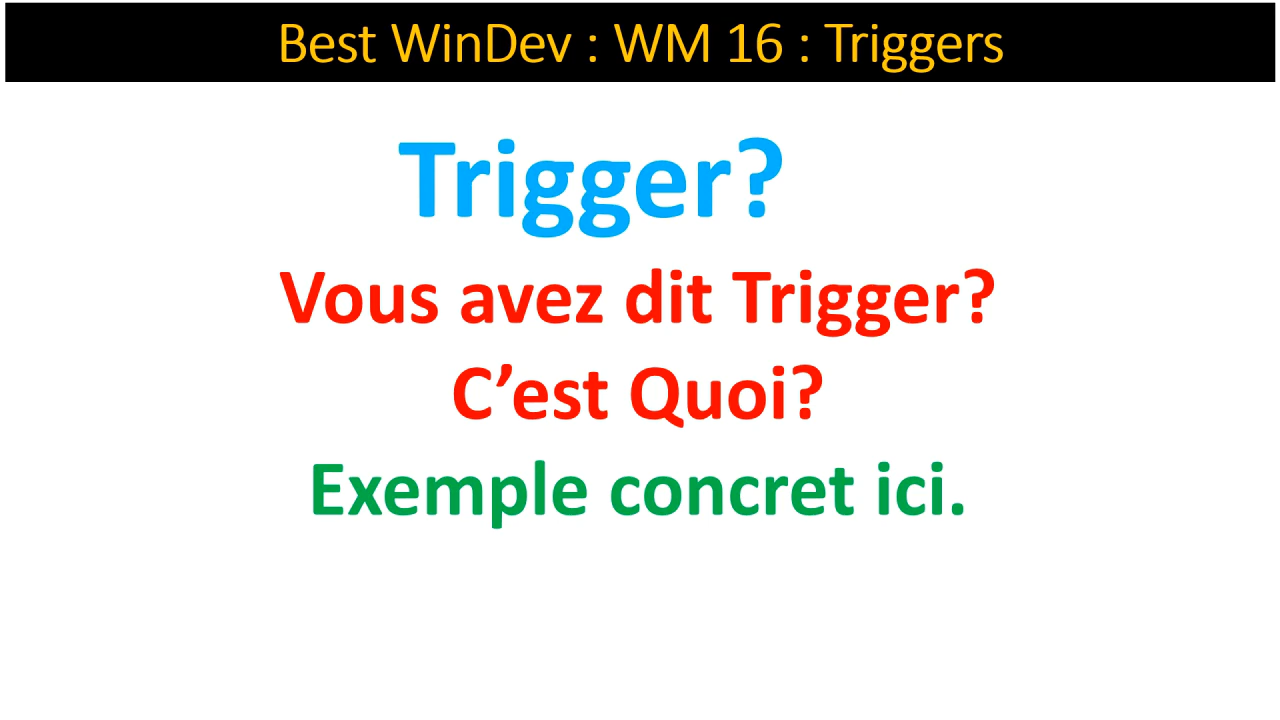 Best WinDev : WM 16 : Triggers
Trigger?
Vous avez dit Trigger?
C’est Quoi?
Exemple concret ici.